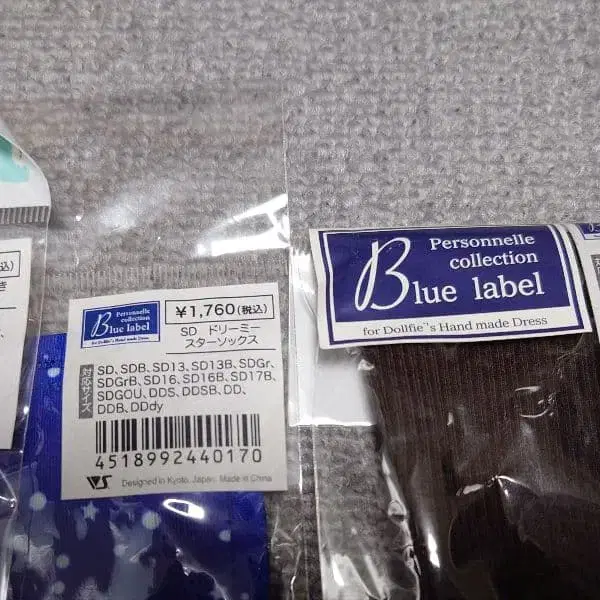 込)
き
Personnelle
collection
Blue label
for Dollfie's Hand made Dress
¥1,760(税込)
SD ドリーミー
スターソックス
対応サイズ
SD、SDB、SD13、SD13B、SDGr、
SDGrB、SD16、SD16B、SD17B、
SDGOU、DDS、DDSB、DD、
DDB、DDdy
4518992440170
VS Designed in Kyoto, Japan. Made in China
Personnelle
collection
Blue label
for Dollfie`s Hand made Dress